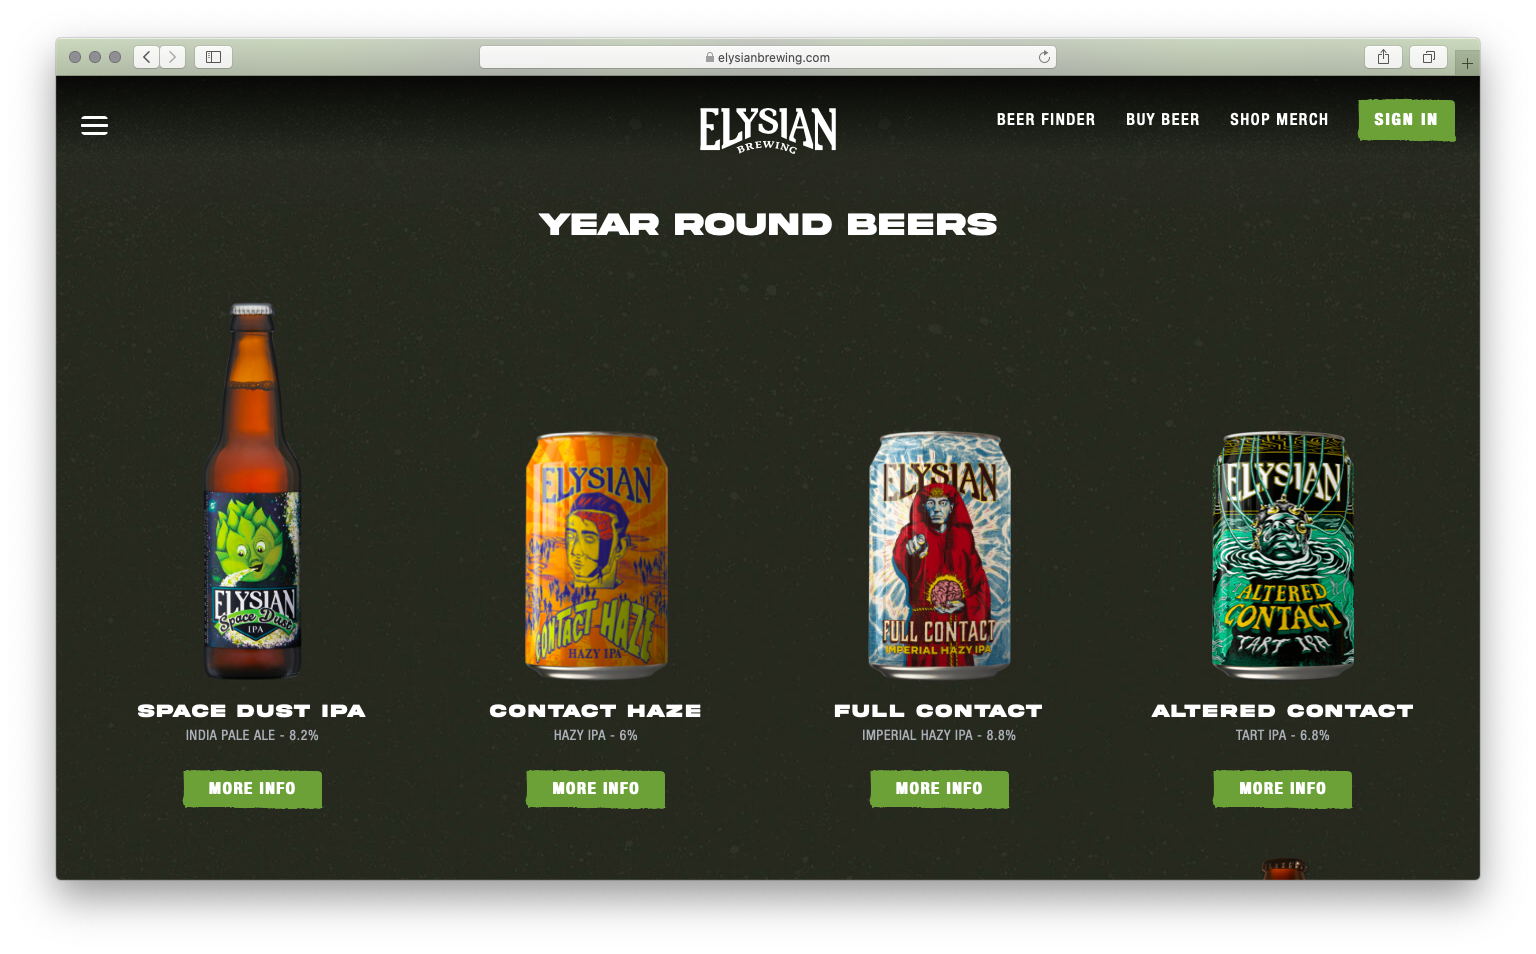 elysianbrewing.com
ELYSIAN
BREWING
BEER FINDER
BUY BEER
SHOP MERCH
SIGN IN
YEAR ROUND BEERS
ELYSIAN
Space Dust
IPA
ELYSIAN
CONTACT HAZE
HAZY IPA
ELYSIAN
FULL CONTACT
IMPERIAL HAZY IPA
ELYSIAN
ALTERED
CONTACT
TART IPA
SPACE DUST IPA
INDIA PALE ALE - 8.2%
MORE INFO
CONTACT HAZE
HAZY IPA - 6%
MORE INFO
FULL CONTACT
IMPERIAL HAZY IPA - 8.8%
MORE INFO
ALTERED CONTACT
TART IPA - 6.8%
MORE INFO